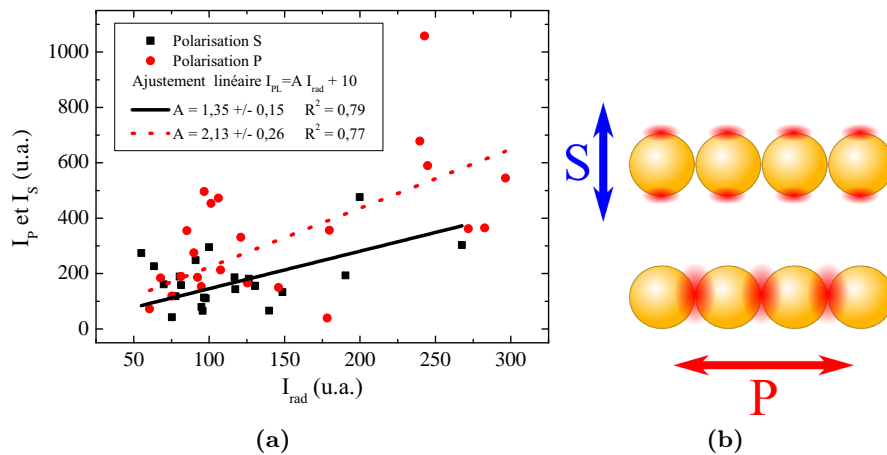 Polarisation S
Polarisation P
Ajustement linéaire I_PL=A I_rad + 10
A = 1,35 +/- 0,15 R² = 0,79
A = 2,13 +/- 0,26 R² = 0,77
1000
800
600
400
200
0
I_P et I_S (u.a.)
50 100 150 200 250 300
I_rad (u.a.)
(a)
S
P
(b)